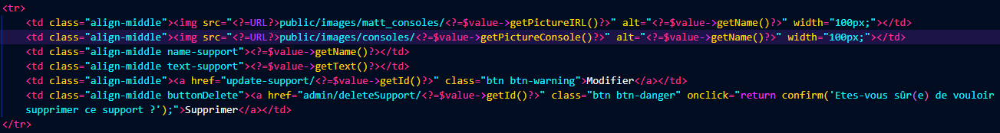 <tr>
<td class="align-middle"><img src="<?=URL?>public/images/matt_consoles/<?=$value->getPictureIRL()?>" alt="<?=$value->getName()?>" width="100px;"></td>
<td class="align-middle"><img src="<?=URL?>public/images/consoles/<?=$value->getPictureConsole()?>" alt="<?=$value->getName()?>" width="100px;"></td>
<td class="align-middle name-support"><?=$value->getName()?></td>
<td class="align-middle text-support"><?=$value->getText()?></td>
<td class="align-middle"><a href="update-support/<?=$value->getId()?>" class="btn btn-warning">Modifier</a></td>
<td class="align-middle buttonDelete"><a href="admin/deleteSupport/<?=$value->getId()?>" class="btn btn-danger" onclick="return confirm('Etes-vous sûr(e) de vouloir
supprimer ce support ?');">Supprimer</a></td>
</tr>